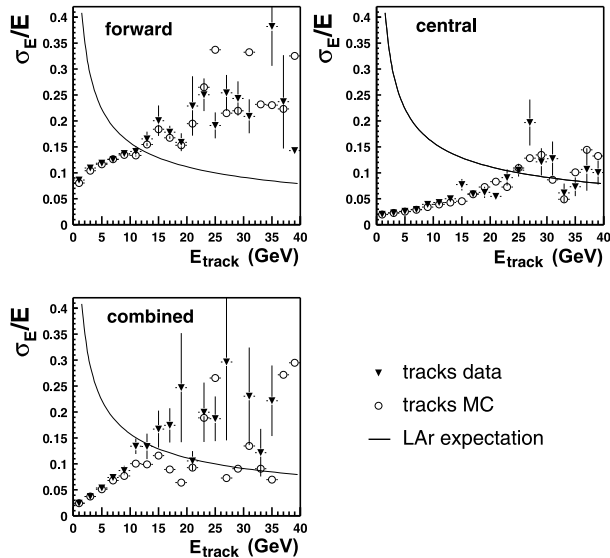 σE/E
forward
0.4
0.35
0.3
0.25
0.2
0.15
0.1
0.05
0
0 5 10 15 20 25 30 35 40
Etrack (GeV)
σE/E
central
0.4
0.35
0.3
0.25
0.2
0.15
0.1
0.05
0
0 5 10 15 20 25 30 35 40
Etrack (GeV)
σE/E
combined
0.4
0.35
0.3
0.25
0.2
0.15
0.1
0.05
0
0 5 10 15 20 25 30 35 40
Etrack (GeV)
tracks data
tracks MC
LAr expectation